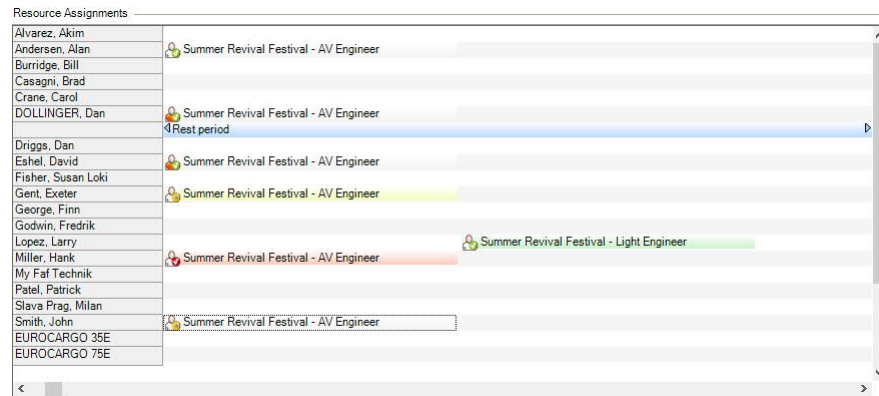 Resource Assignments
Alvarez, Akim
Andersen, Alan Summer Revival Festival - AV Engineer
Burridge, Bill
Casagni, Brad
Crane, Carol
DOLLINGER, Dan Summer Revival Festival - AV Engineer
Rest period
Driggs, Dan
Eshel, David Summer Revival Festival - AV Engineer
Fisher, Susan Loki
Gent, Exeter Summer Revival Festival - AV Engineer
George, Finn
Godwin, Fredrik
Lopez, Larry Summer Revival Festival - Light Engineer
Miller, Hank Summer Revival Festival - AV Engineer
My Faf Technik
Patel, Patrick
Slava Prag, Milan
Smith, John Summer Revival Festival - AV Engineer
EUROCARGO 35E
EUROCARGO 75E